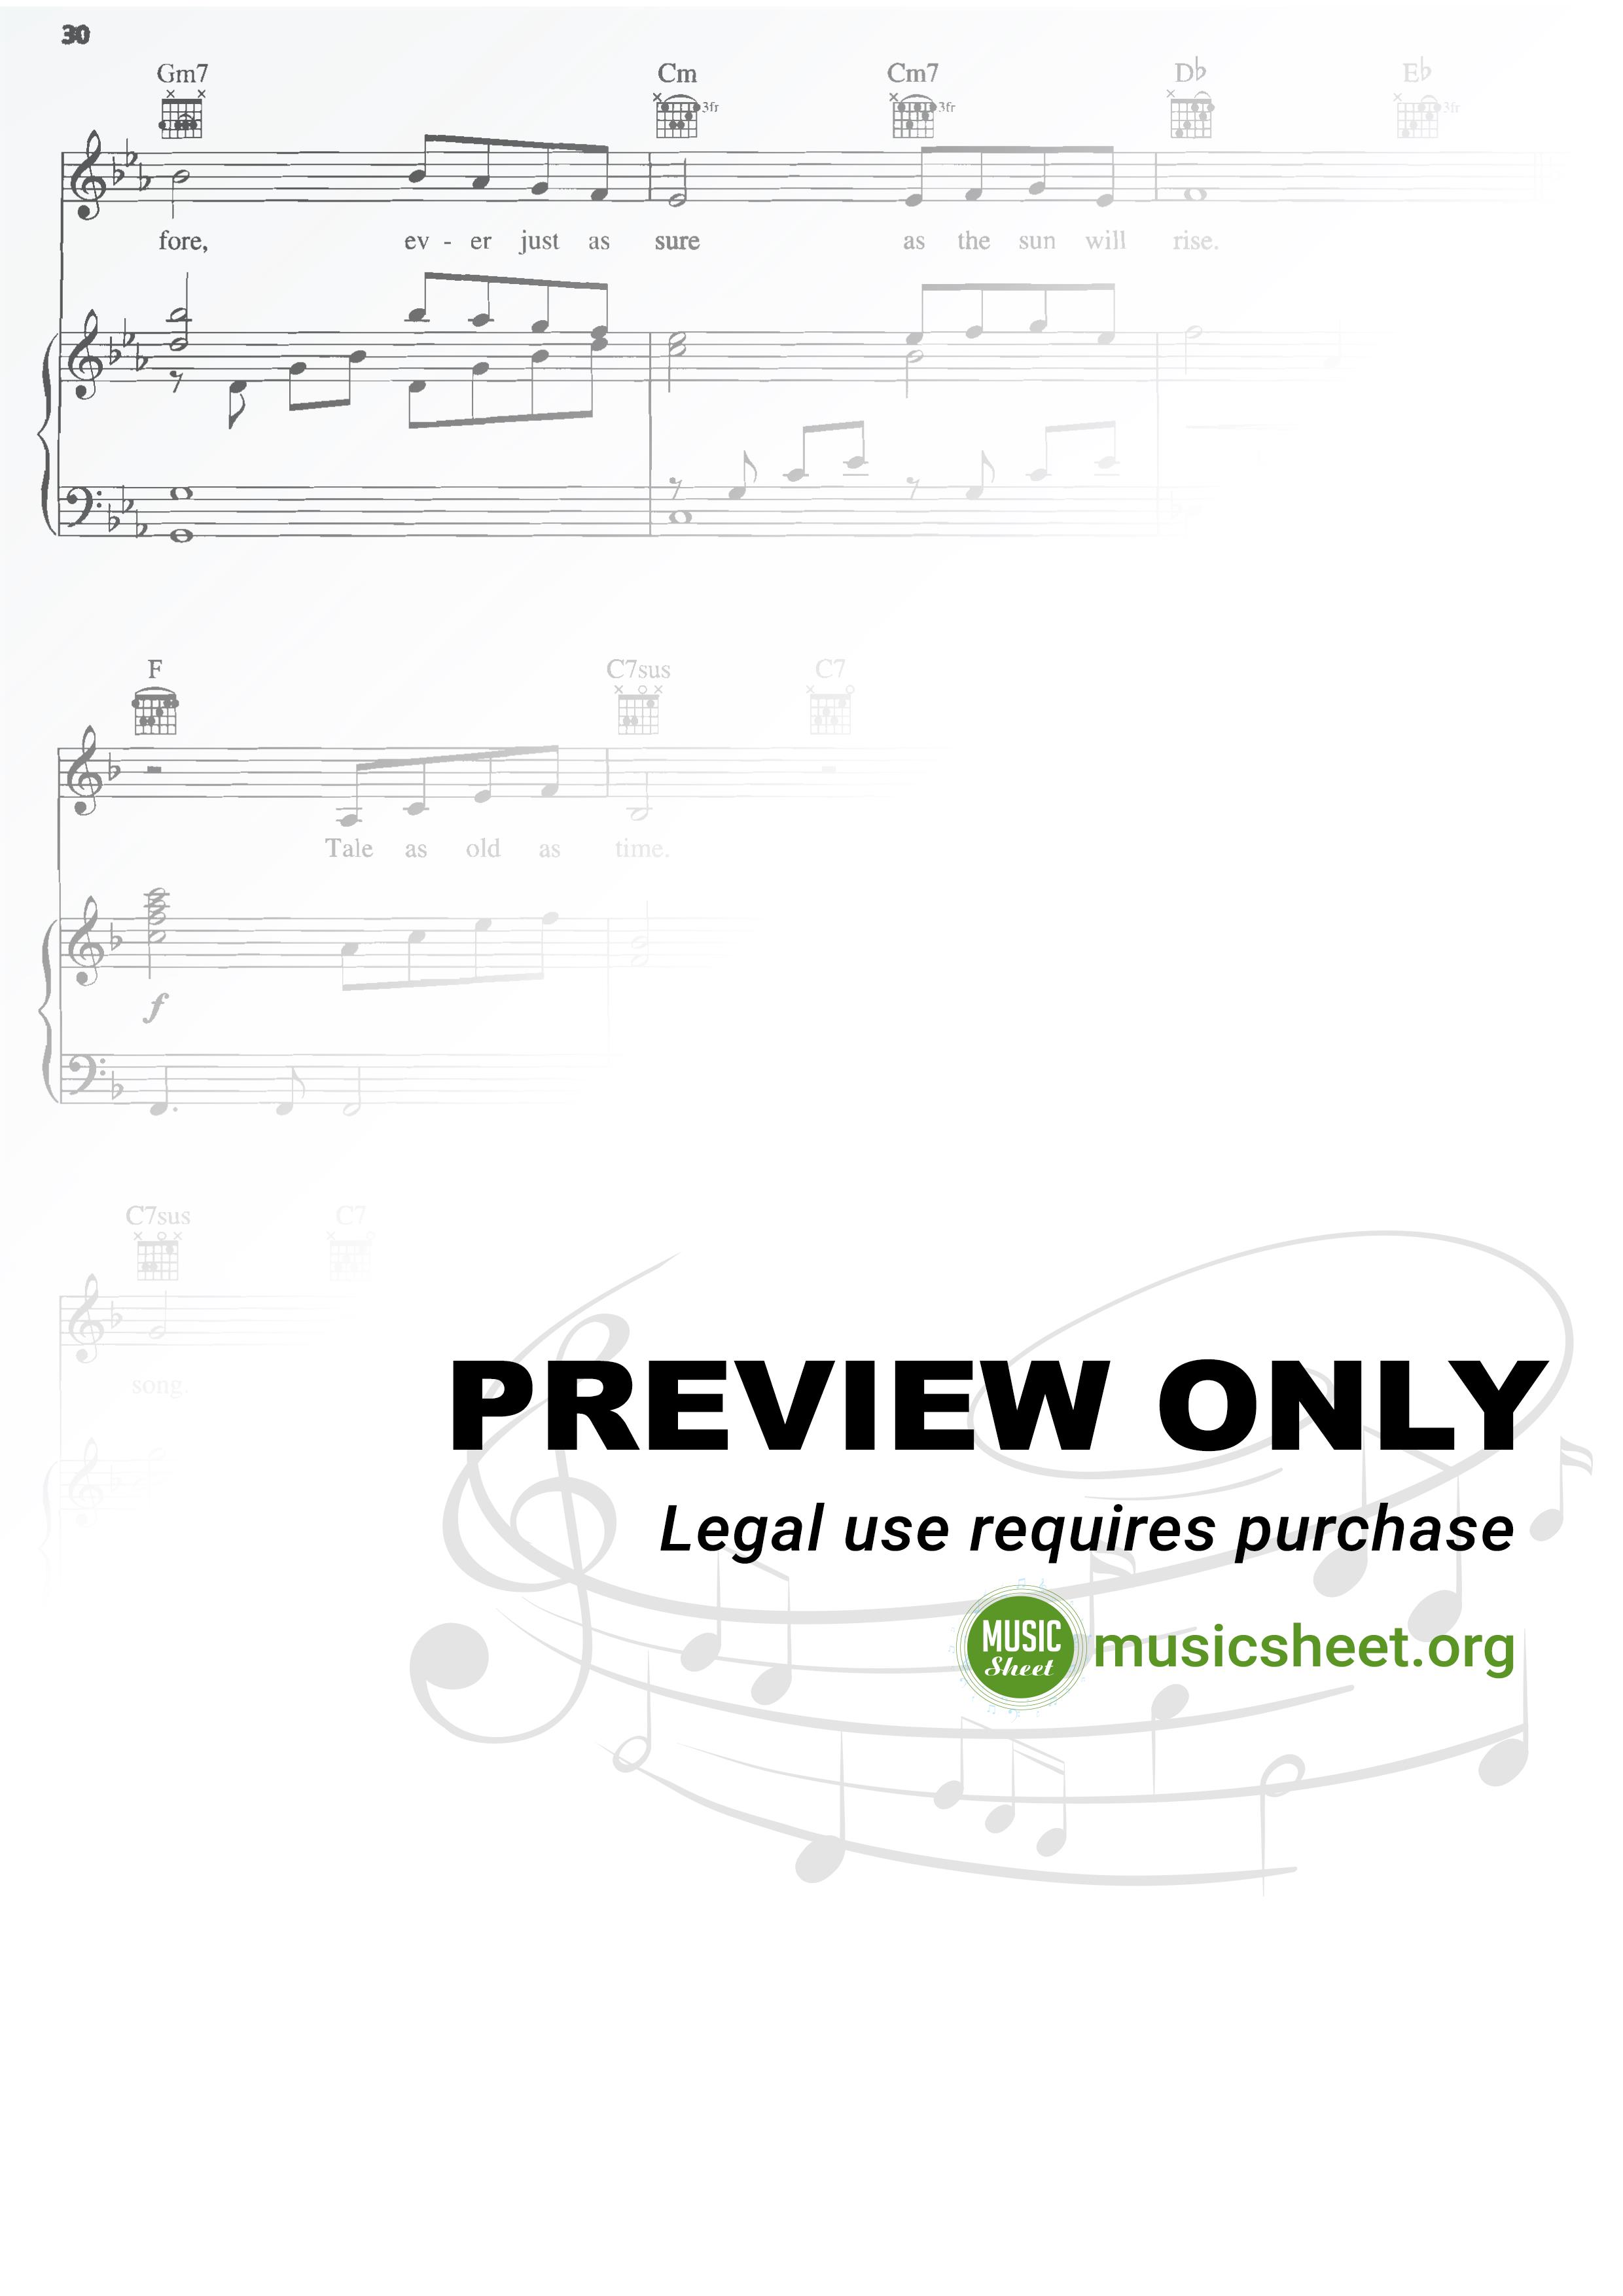 30
Gm7 Cm Cm7 D♭ E♭
3fr 3fr 3fr
fore, ev - er just as sure as the sun will rise.
F C7sus C7
Tale as old as time.
f
C7sus C7
song.
PREVIEW ONLY
Legal use requires purchase
MUSIC
Sheet
musicsheet.org